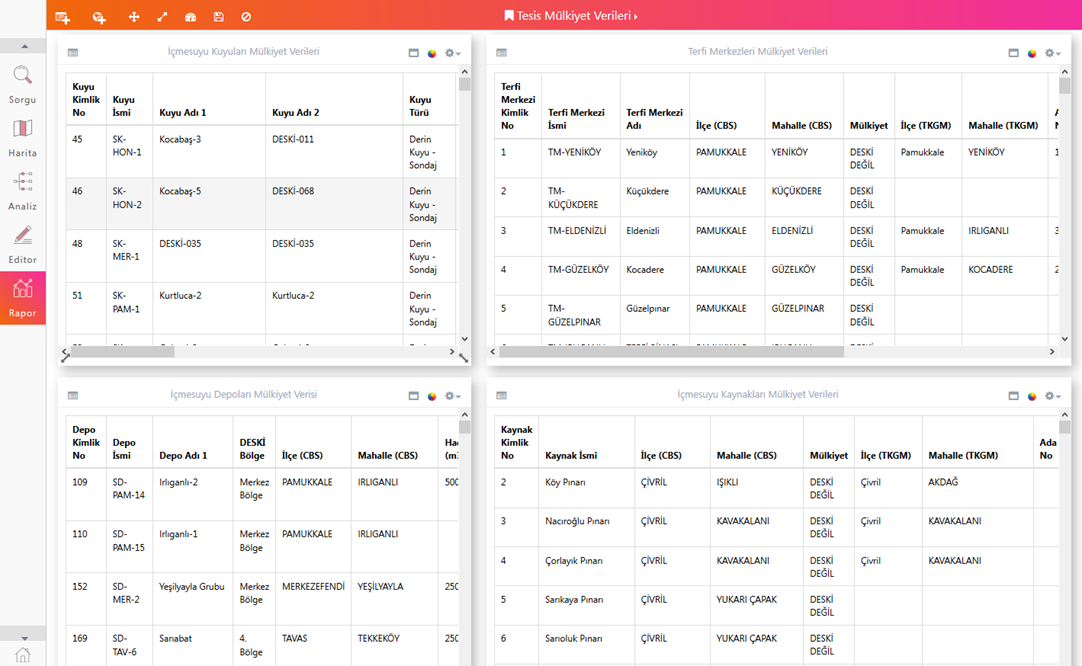 Tesis Mülkiyet Verileri
Sorgu
Harita
Analiz
Editor
Rapor
İçmesuyu Kuyuları Mülkiyet Verileri
Kuyu Kimlik No Kuyu İsmi Kuyu Adı 1 Kuyu Adı 2 Kuyu Türü
45 SK-HON-1 Kocabaş-3 DESKİ-011 Derin Kuyu - Sondaj
46 SK-HON-2 Kocabaş-5 DESKİ-068 Derin Kuyu - Sondaj
48 SK-MER-1 DESKİ-035 DESKİ-035 Derin Kuyu - Sondaj
51 SK-PAM-1 Kurtluca-2 Kurtluca-2 Derin Kuyu - Sondaj
Terfi Merkezleri Mülkiyet Verileri
Terfi Merkezi Kimlik No Terfi Merkezi İsmi Terfi Merkezi Adı İlçe (CBS) Mahalle (CBS) Mülkiyet İlçe (TKGM) Mahalle (TKGM)
1 TM-YENİKÖY Yeniköy PAMUKKALE YENİKÖY DESKİ DEĞİL Pamukkale YENİKÖY 1
2 TM-KÜÇÜKDERE Küçükdere PAMUKKALE KÜÇÜKDERE DESKİ DEĞİL
3 TM-ELDENİZLİ Eldenizli PAMUKKALE ELDENİZLİ DESKİ DEĞİL Pamukkale IRLIGANLI 3
4 TM-GÜZELKÖY Kocadere PAMUKKALE GÜZELKÖY DESKİ DEĞİL Pamukkale KOCADERE 2
5 TM-GÜZELPINAR Güzelpınar PAMUKKALE GÜZELPINAR DESKİ DEĞİL
İçmesuyu Depoları Mülkiyet Verisi
Depo Kimlik No Depo İsmi Depo Adı 1 DESKİ Bölge İlçe (CBS) Mahalle (CBS)
109 SD-PAM-14 Irlıganlı-2 Merkez Bölge PAMUKKALE IRLIGANLI 500
110 SD-PAM-15 Irlıganlı-1 Merkez Bölge PAMUKKALE IRLIGANLI
152 SD-MER-2 Yeşilyayla Grubu Merkez Bölge MERKEZEFENDİ YEŞİLYAYLA 250
169 SD-TAV-6 Sarıabat 4. Bölge TAVAS TEKKEKÖY 250
İçmesuyu Kaynakları Mülkiyet Verileri
Kaynak Kimlik No Kaynak İsmi İlçe (CBS) Mahalle (CBS) Mülkiyet İlçe (TKGM) Mahalle (TKGM) Ada No
2 Köy Pınarı ÇİVRİL IŞIKLI DESKİ DEĞİL Çivril AKDAĞ
3 Nacıroğlu Pınarı ÇİVRİL KAVAKALANI DESKİ DEĞİL Çivril KAVAKALANI
4 Çorlayık Pınarı ÇİVRİL KAVAKALANI DESKİ DEĞİL Çivril KAVAKALANI
5 Sarıkaya Pınarı ÇİVRİL YUKARI ÇAPAK DESKİ DEĞİL
6 Sarıoluk Pınarı ÇİVRİL YUKARI ÇAPAK DESKİ DEĞİL